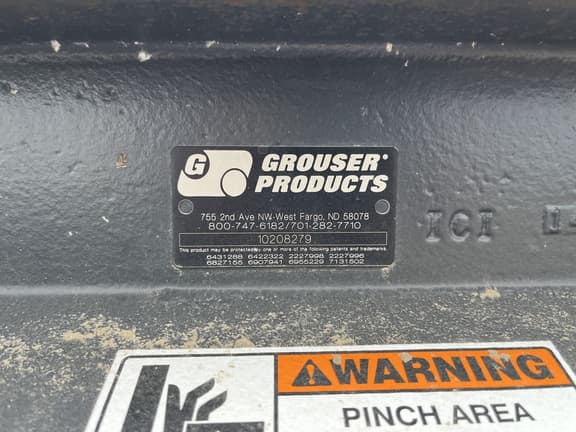 G GROUSER®
PRODUCTS
755 2nd Ave NW-West Fargo, ND 58078
800-747-6182/701-282-7710
10208279
This product may be protected by one or more of the following patents and trademarks
6431288 6422322 2227998 2227996
6827155 6907941 6955229 7131502
ICI
WARNING
PINCH AREA